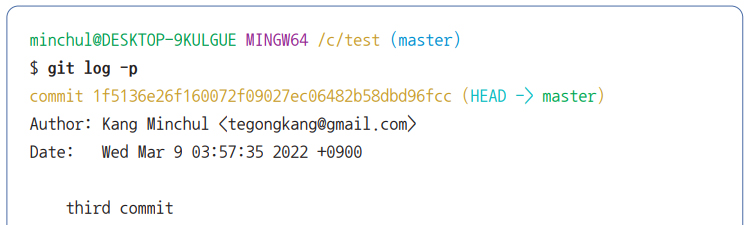 minchul@DESKTOP-9KULGUE MINGW64 /c/test (master)
$ git log -p
commit 1f5136e26f160072f09027ec06482b58dbd96fcc (HEAD -> master)
Author: Kang Minchul <tegongkang@gmail.com>
Date:   Wed Mar 9 03:57:35 2022 +0900
third commit